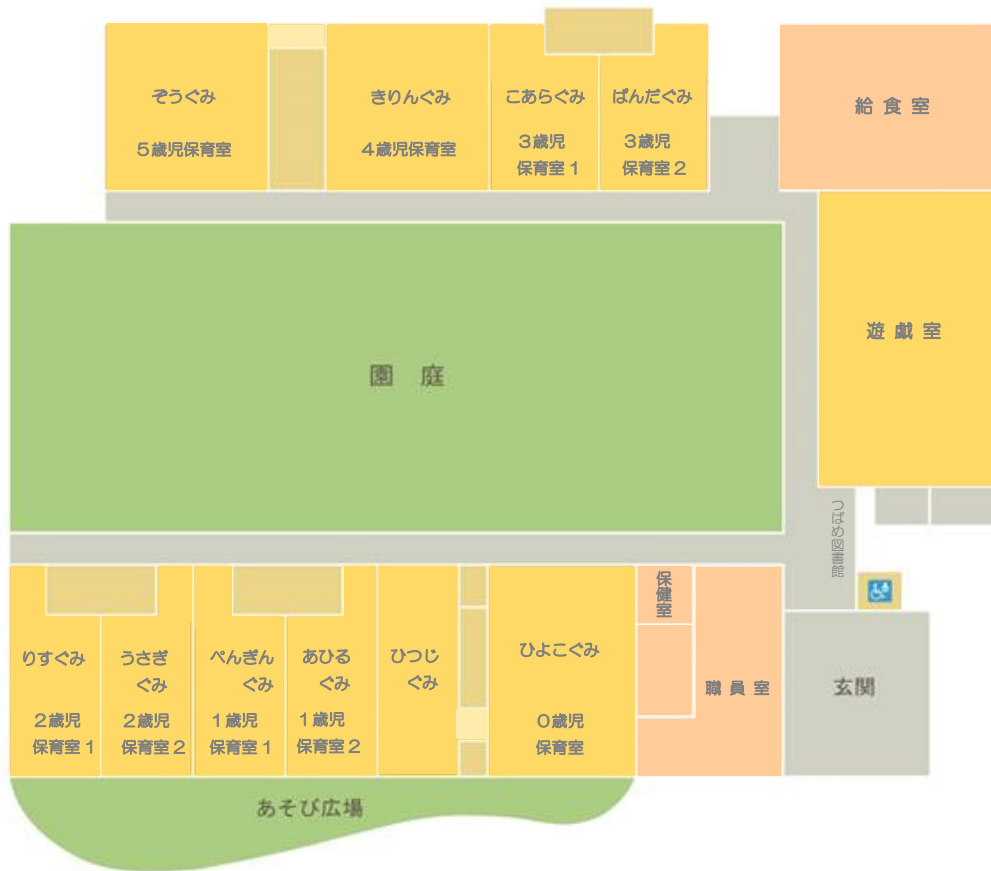 ぞうぐみ
5歳児保育室
きりんぐみ
4歳児保育室
こあらぐみ
3歳児
保育室1
ぱんだぐみ
3歳児
保育室2
給食室
遊戯室
園庭
つばめ図書館
りすぐみ
2歳児
保育室1
うさぎ
ぐみ
2歳児
保育室2
ぺんぎん
ぐみ
1歳児
保育室1
あひる
ぐみ
1歳児
保育室2
ひつじ
ぐみ
ひよこぐみ
0歳児
保育室
保健室
職員室
玄関
あそび広場